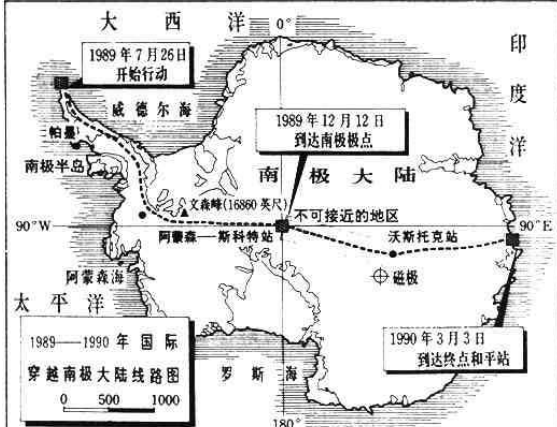 大西洋
0°
1989年7月26日
开始行动
印度洋
威德尔海
1989年12月12日
到达南极极点
帕墨
南极半岛
南极大陆
文森峰(16860英尺)
不可接近的地区
90°W
阿蒙森—斯科特站
沃斯托克站
90°E
阿蒙森海
磁极
太平洋
1989——1990年国际
穿越南极大陆线路图
0 500 1000
罗斯海
1990年3月3日
到达终点和平站
180°